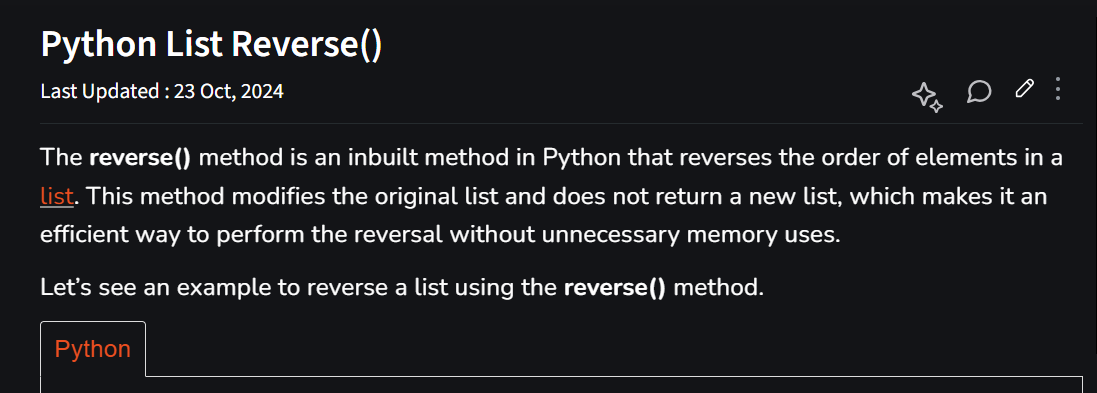 Python List Reverse()
Last Updated : 23 Oct, 2024
The reverse() method is an inbuilt method in Python that reverses the order of elements in a
list. This method modifies the original list and does not return a new list, which makes it an
efficient way to perform the reversal without unnecessary memory uses.
Let’s see an example to reverse a list using the reverse() method.
Python